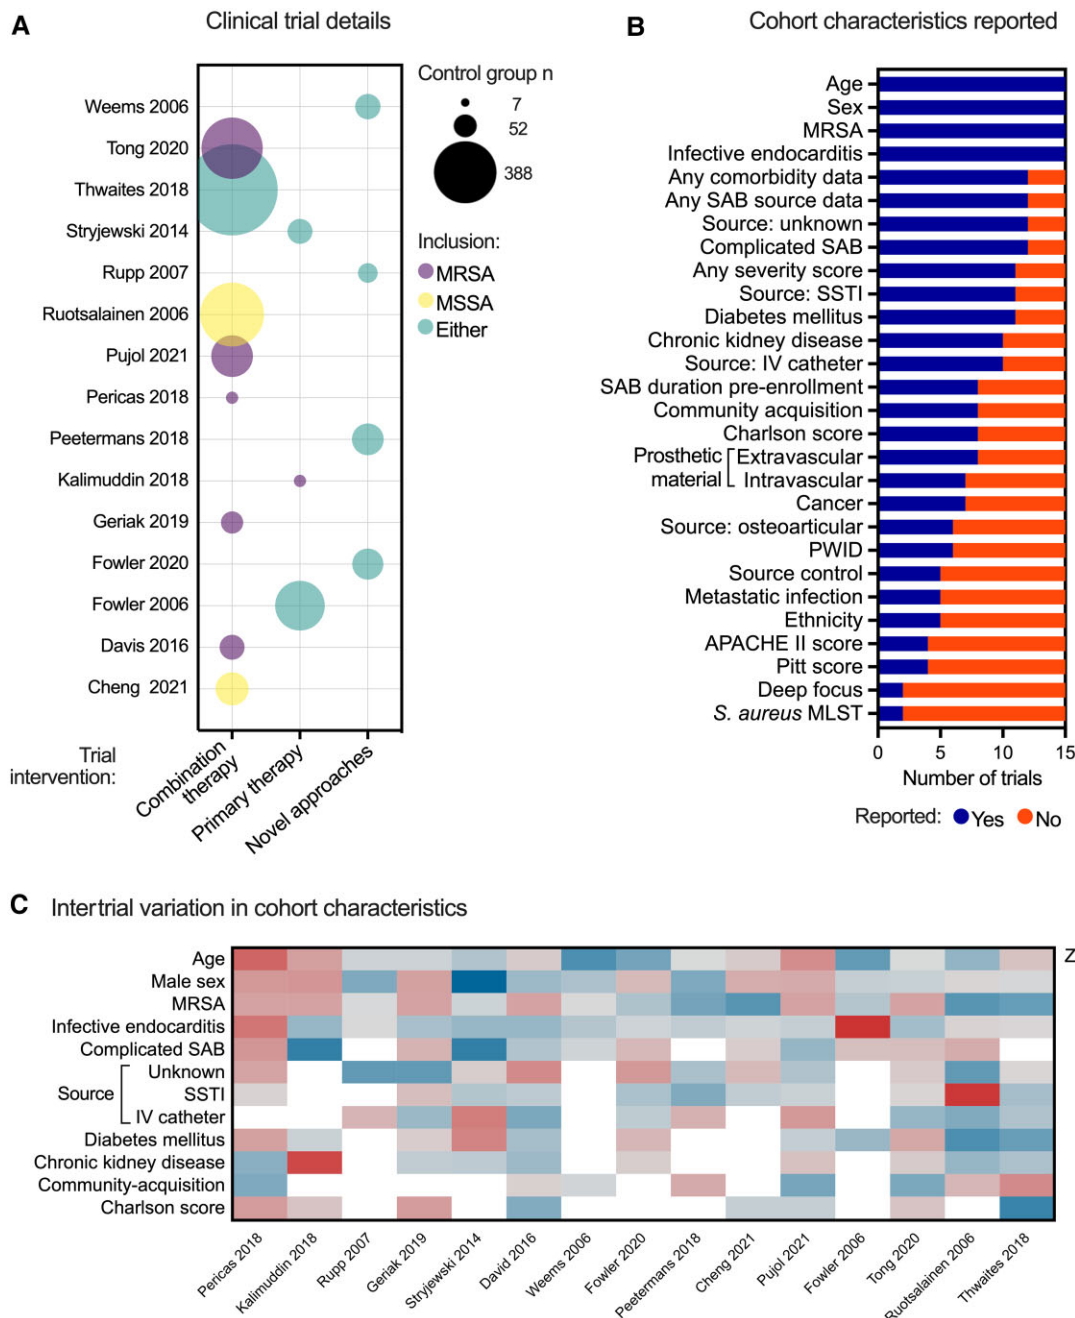 A
Clinical trial details
Weems 2006
Tong 2020
Thwaites 2018
Stryjewski 2014
Rupp 2007
Ruotsalainen 2006
Pujol 2021
Pericas 2018
Peetermans 2018
Kalimuddin 2018
Geriak 2019
Fowler 2020
Fowler 2006
Davis 2016
Cheng 2021
Trial
intervention:
Combination
therapy
Primary therapy
Novel approaches
Control group n
7
52
388
Inclusion:
MRSA
MSSA
Either
B
Cohort characteristics reported
Age
Sex
MRSA
Infective endocarditis
Any comorbidity data
Any SAB source data
Source: unknown
Complicated SAB
Any severity score
Source: SSTI
Diabetes mellitus
Chronic kidney disease
Source: IV catheter
SAB duration pre-enrollment
Community acquisition
Charlson score
Prosthetic
material
Extravascular
Intravascular
Cancer
Source: osteoarticular
PWID
Source control
Metastatic infection
Ethnicity
APACHE II score
Pitt score
Deep focus
S. aureus MLST
0 5 10 15
Number of trials
Reported: Yes No
C
Intertrial variation in cohort characteristics
Z
Age
Male sex
MRSA
Infective endocarditis
Complicated SAB
Source
Unknown
SSTI
IV catheter
Diabetes mellitus
Chronic kidney disease
Community-acquisition
Charlson score
Pericas 2018
Kalimuddin 2018
Rupp 2007
Geriak 2019
Stryjewski 2014
David 2016
Weems 2006
Fowler 2020
Peetermans 2018
Cheng 2021
Pujol 2021
Fowler 2006
Tong 2020
Ruotsalainen 2006
Thwaites 2018